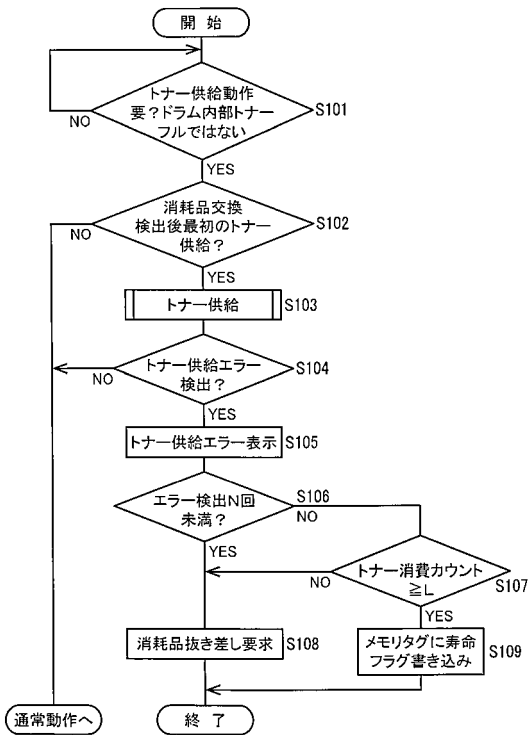 開始
トナー供給動作
要？ドラム内部トナー
フルではない
S101
NO
YES
消耗品交換
検出後最初のトナー
供給？
S102
NO
YES
トナー供給
S103
トナー供給エラー
検出？
S104
NO
YES
トナー供給エラー表示
S105
エラー検出N回
未満？
S106
NO
YES
トナー消費カウント
≧L
S107
NO
YES
消耗品抜き差し要求
S108
メモリタグに寿命
フラグ書き込み
S109
通常動作へ
終了